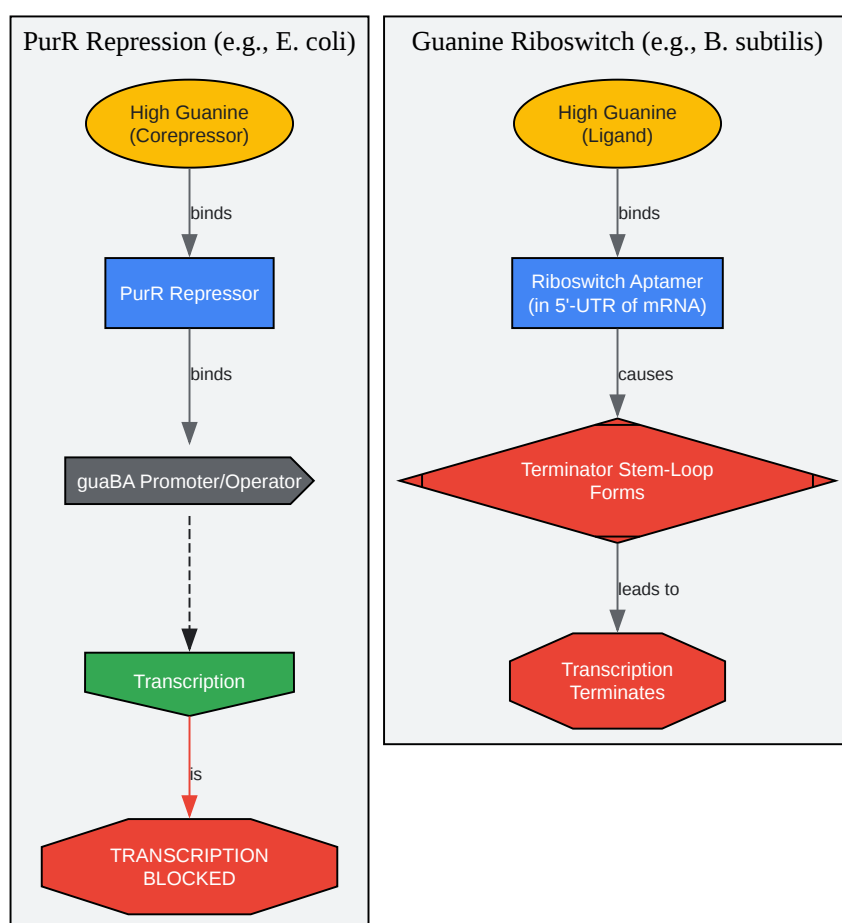 PurR Repression (e.g., E. coli)
High Guanine
(Corepressor)
binds
PurR Repressor
binds
guaBA Promoter/Operator
Transcription
is
TRANSCRIPTION
BLOCKED
Guanine Riboswitch (e.g., B. subtilis)
High Guanine
(Ligand)
binds
Riboswitch Aptamer
(in 5'-UTR of mRNA)
causes
Terminator Stem-Loop
Forms
leads to
Transcription
Terminates